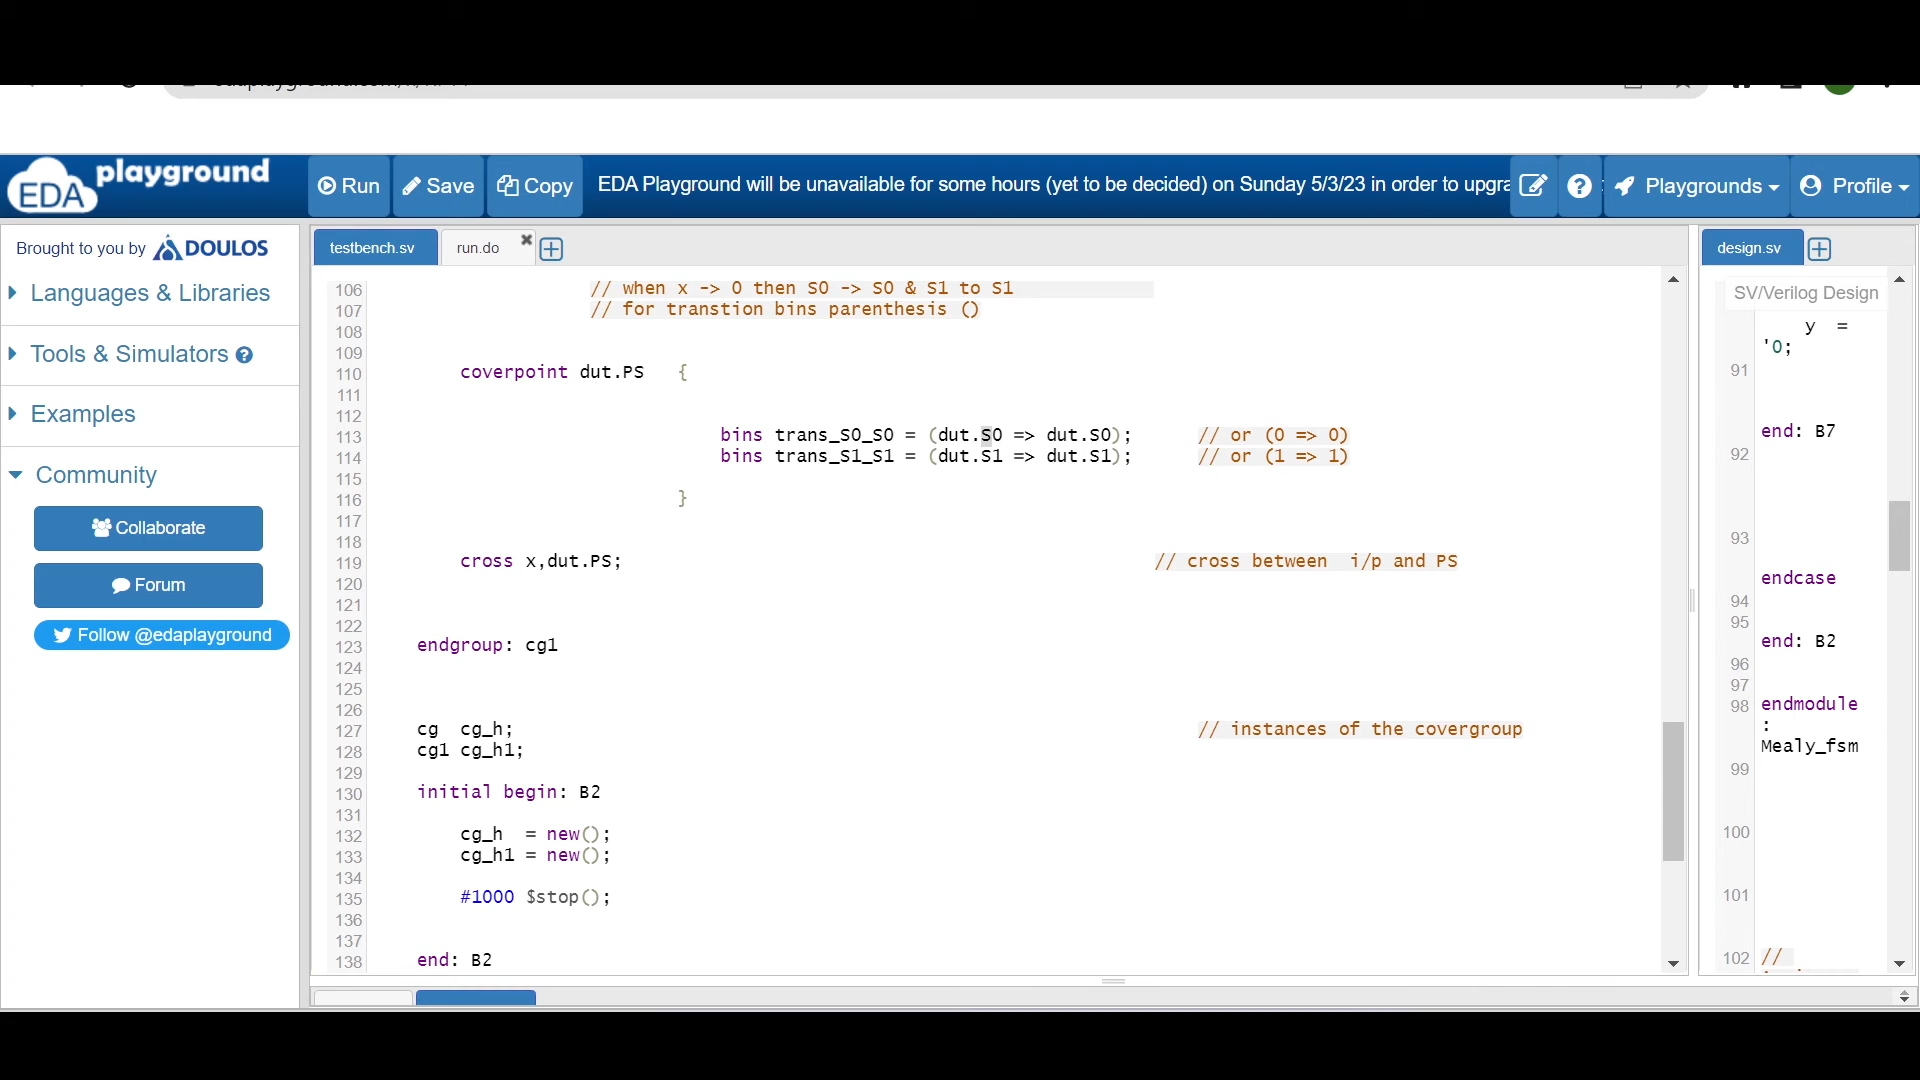 EDA playground
Run
Save
Copy
EDA Playground will be unavailable for some hours (yet to be decided) on Sunday 5/3/23 in order to upgra
Playgrounds
Profile
Brought to you by DOULOS
Languages & Libraries
Tools & Simulators
Examples
Community
Collaborate
Forum
Follow @edaplayground
testbench.sv
run.do
106 // when x -> 0 then S0 -> S0 & S1 to S1
107 // for transtion bins parenthesis ()
108
109
110 coverpoint dut.PS {
111
112
113 bins trans_S0_S0 = (dut.S0 => dut.S0); // or (0 => 0)
114 bins trans_S1_S1 = (dut.S1 => dut.S1); // or (1 => 1)
115
116 }
117
118
119 cross x,dut.PS; // cross between i/p and PS
120
121
122
123 endgroup: cg1
124
125
126
127 cg cg_h; // instances of the covergroup
128 cg1 cg_h1;
129
130 initial begin: B2
131
132 cg_h = new();
133 cg_h1 = new();
134
135 #1000 $stop();
136
137
138 end: B2
design.sv
SV/Verilog Design
y =
'0;
91
end: B7
92
93
endcase
94
95
end: B2
96
97
98 endmodule
:
Mealy_fsm
99
100
101
102 //